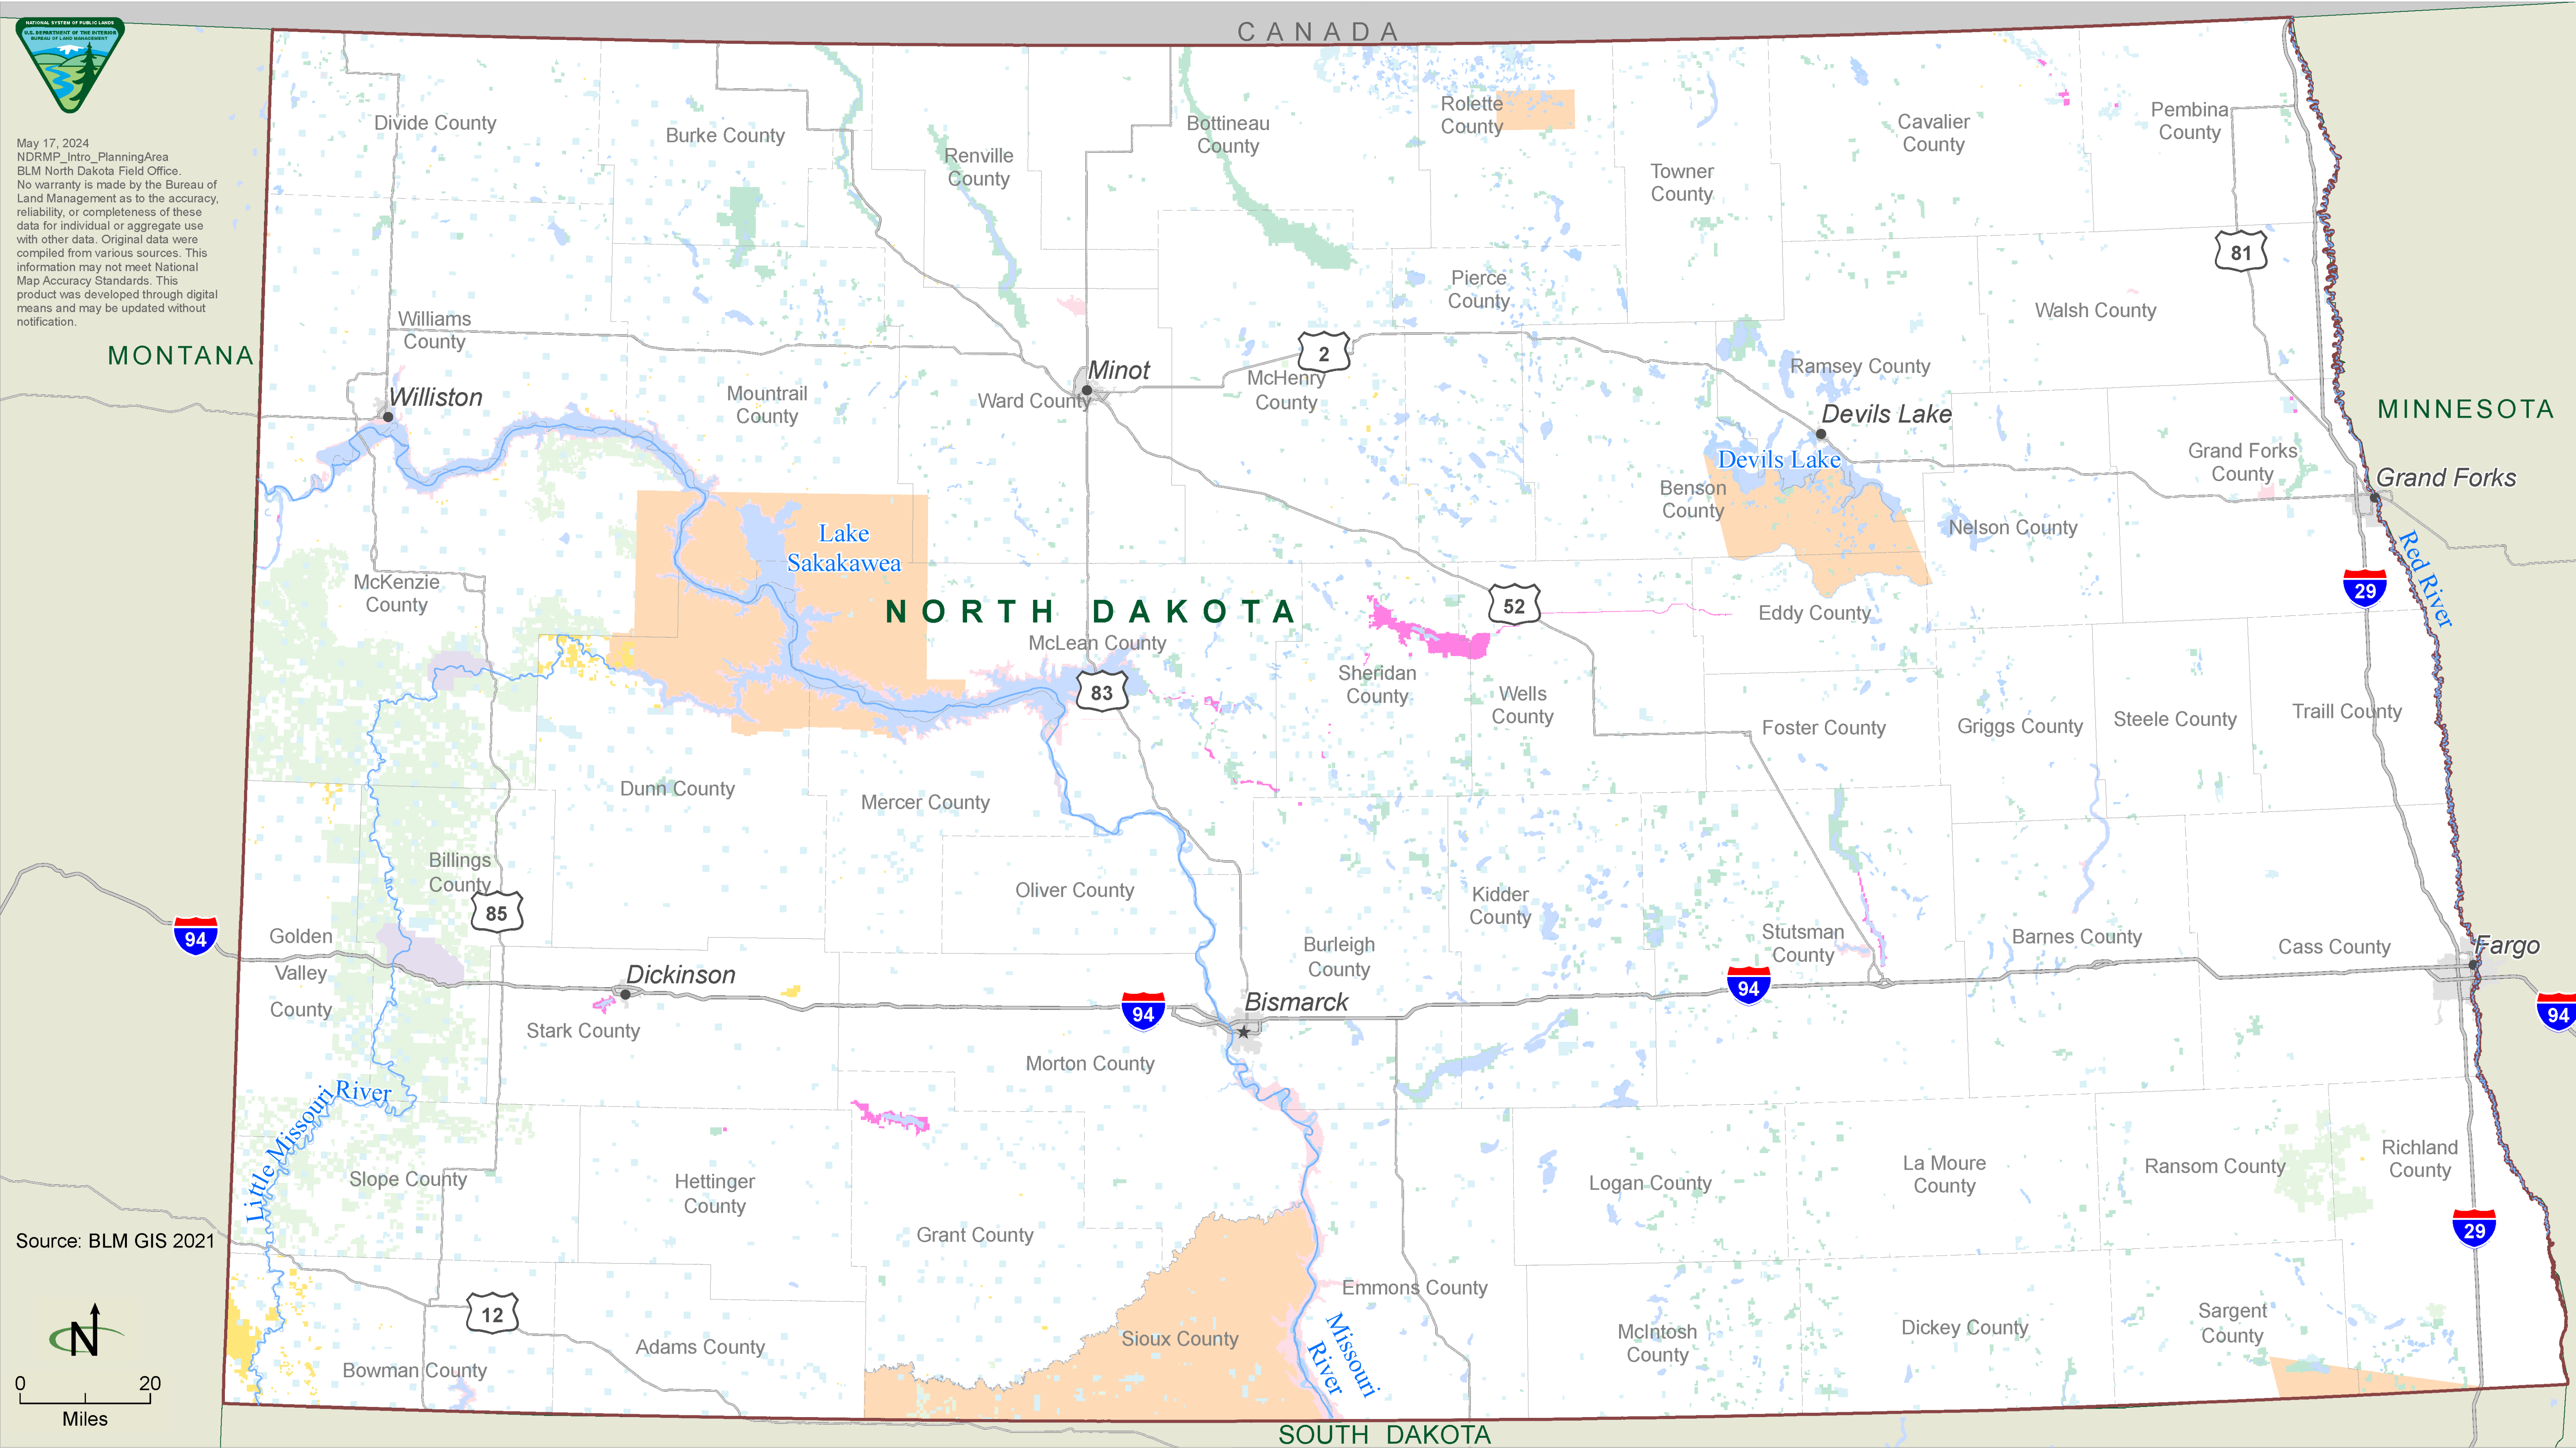 CANADA
NATIONAL SYSTEM OF PUBLIC LANDS
U.S. DEPARTMENT OF THE INTERIOR
BUREAU OF LAND MANAGEMENT
May 17, 2024
NDRMP_Intro_PlanningArea
BLM North Dakota Field Office.
No warranty is made by the Bureau of
Land Management as to the accuracy,
reliability, or completeness of these
data for individual or aggregate use
with other data. Original data were
compiled from various sources. This
information may not meet National
Map Accuracy Standards. This
product was developed through digital
means and may be updated without
notification.
Divide County
Burke County
Renville
County
Bottineau
County
Rolette
County
Towner
County
Cavalier
County
Pembina
County
81
Pierce
County
Walsh County
Williams
County
MONTANA
2
Minot
Ramsey County
McHenry
County
Williston
Mountrail
County
Ward County
Devils Lake
MINNESOTA
Devils Lake
Grand Forks
County
Grand Forks
Benson
County
Nelson County
Lake
Sakakawea
Red River
McKenzie
County
29
52
NORTH DAKOTA
Eddy County
McLean County
83
Sheridan
County
Wells
County
Foster County
Griggs County
Steele County
Traill County
Dunn County
Mercer County
Billings
County
85
Oliver County
Kidder
County
94
Golden
Valley
County
Burleigh
County
Stutsman
County
Barnes County
Cass County
Fargo
Dickinson
94
94
94
Bismarck
Stark County
Morton County
Little Missouri River
Slope County
Hettinger
County
Grant County
Logan County
La Moure
County
Ransom County
Richland
County
29
Source: BLM GIS 2021
Emmons County
12
N
Sioux County
Missouri
River
McIntosh
County
Dickey County
Sargent
County
Adams County
Bowman County
0 20
Miles
SOUTH DAKOTA